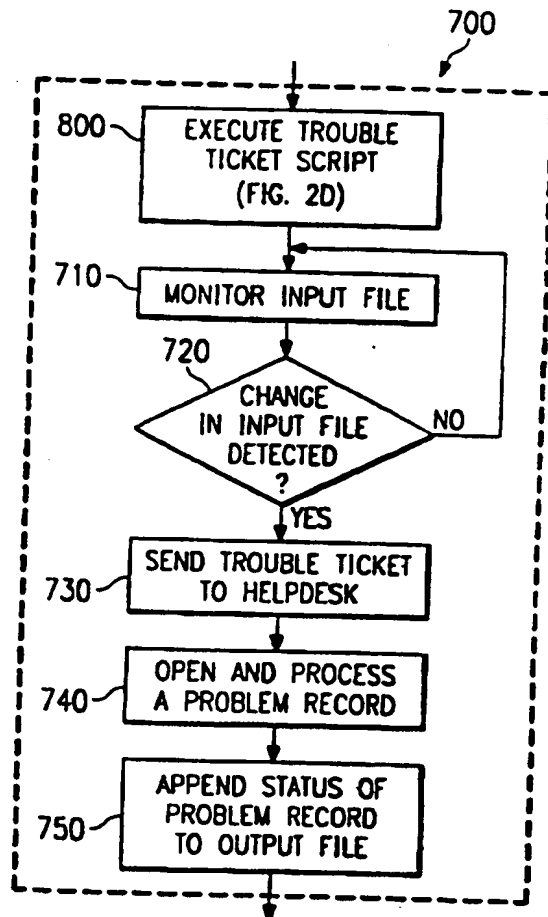 700
800
EXECUTE TROUBLE
TICKET SCRIPT
(FIG. 2D)
710
MONITOR INPUT FILE
720
CHANGE
IN INPUT FILE
DETECTED
?
NO
YES
730
SEND TROUBLE TICKET
TO HELPDESK
740
OPEN AND PROCESS
A PROBLEM RECORD
750
APPEND STATUS OF
PROBLEM RECORD
TO OUTPUT FILE